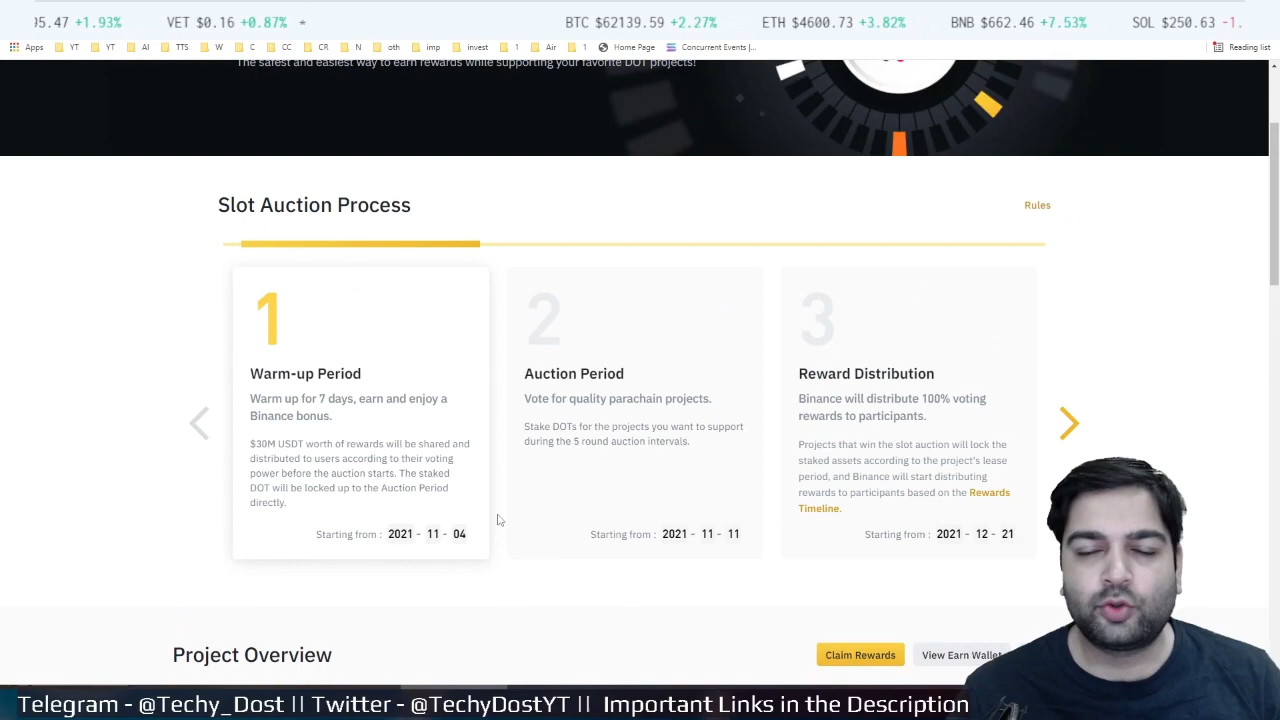 95.47 +1.93% VET $0.16 +0.87% BTC $62139.59 +2.27% ETH $4600.73 +3.82% BNB $662.46 +7.53% SOL $250.63 -1.
Apps YT YT AI TTS W C CC CR N oth imp invest 1 Air 1 Home Page Concurrent Events |... Reading list
The safest and easiest way to earn rewards while supporting your favorite DOT projects!
Slot Auction Process
Rules
1
Warm-up Period
Warm up for 7 days, earn and enjoy a
Binance bonus.
$30M USDT worth of rewards will be shared and
distributed to users according to their voting
power before the auction starts. The staked
DOT will be locked up to the Auction Period
directly.
Starting from : 2021 - 11 - 04
2
Auction Period
Vote for quality parachain projects.
Stake DOTs for the projects you want to support
during the 5 round auction intervals.
Starting from : 2021 - 11 - 11
3
Reward Distribution
Binance will distribute 100% voting
rewards to participants.
Projects that win the slot auction will lock the
staked assets according to the project's lease
period, and Binance will start distributing
rewards to participants based on the Rewards
Timeline.
Starting from : 2021 - 12 - 21
Project Overview
Claim Rewards
View Earn Wallet
Telegram - @Techy_Dost || Twitter - @TechyDostYT || Important Links in the Description